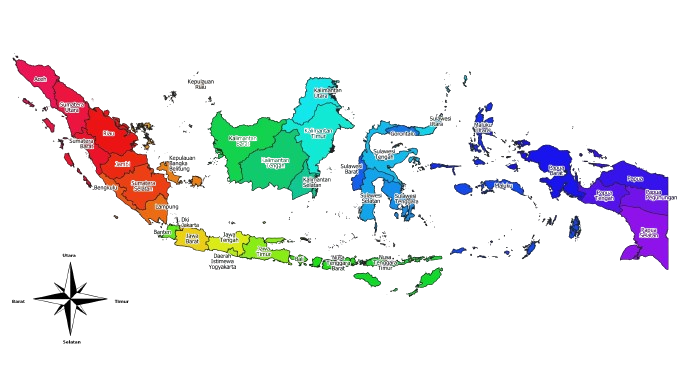 Aceh
Sumatera
Utara
Riau
Sumatera
Barat
Jambi
Bengkulu
Sumatera
Selatan
Lampung
Kepulauan
Riau
Kepulauan
Bangka
Belitung
Banten
Dki
Jakarta
Jawa
Barat
Jawa
Tengah
Daerah
Istimewa
Yogyakarta
Jawa
Timur
Bali
Nusa
Tenggara
Barat
Nusa
Tenggara
Timur
Kalimantan
Barat
Kalimantan
Tengah
Kalimantan
Selatan
Kalimantan
Timur
Kalimantan
Utara
Sulawesi
Barat
Sulawesi
Selatan
Sulawesi
Tengah
Sulawesi
Tenggara
Gorontalo
Sulawesi
Utara
Maluku
Utara
Maluku
Papua
Barat
Papua
Papua
Tengah
Papua
Pegunungan
Papua
Selatan
Utara
Barat
Timur
Selatan